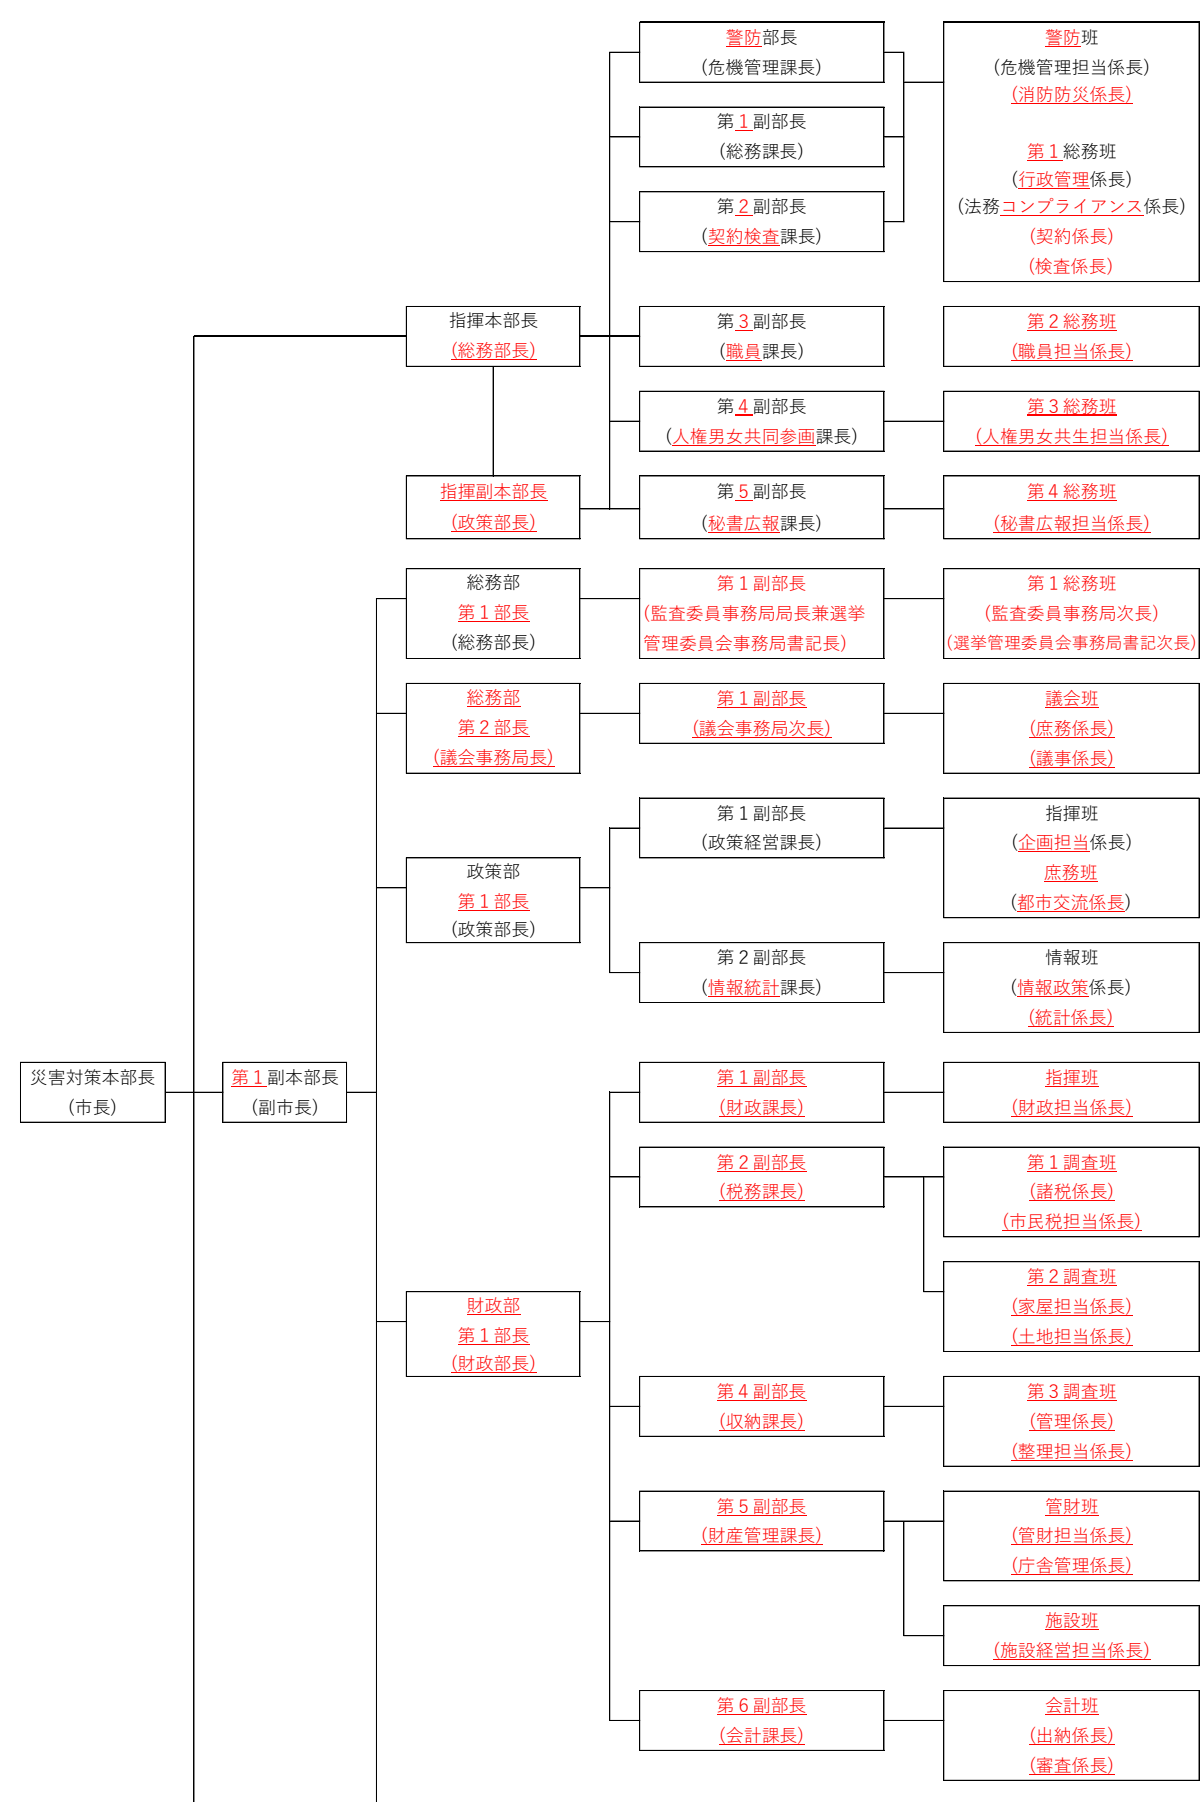 警防部長
(危機管理課長)
警防班
(危機管理担当係長)
(消防防災係長)
第1総務班
(行政管理係長)
(法務コンプライアンス係長)
(契約係長)
(検査係長)
第1副部長
(総務課長)
第2副部長
(契約検査課長)
指揮本部長
(総務部長)
第3副部長
(職員課長)
第2総務班
(職員担当係長)
第4副部長
(人権男女共同参画課長)
第3総務班
(人権男女共生担当係長)
指揮副本部長
(政策部長)
第5副部長
(秘書広報課長)
第4総務班
(秘書広報担当係長)
総務部
第1部長
(総務部長)
第1副部長
(監査委員事務局局長兼選挙
管理委員会事務局書記長)
第1総務班
(監査委員事務局次長)
(選挙管理委員会事務局書記次長)
総務部
第2部長
(議会事務局長)
第1副部長
(議会事務局次長)
議会班
(庶務係長)
(議事係長)
政策部
第1部長
(政策部長)
第1副部長
(政策経営課長)
指揮班
(企画担当係長)
庶務班
(都市交流係長)
第2副部長
(情報統計課長)
情報班
(情報政策係長)
(統計係長)
災害対策本部長
(市長)
第1副本部長
(副市長)
第1副部長
(財政課長)
指揮班
(財政担当係長)
第2副部長
(税務課長)
第1調査班
(諸税係長)
(市民税担当係長)
第2調査班
(家屋担当係長)
(土地担当係長)
財政部
第1部長
(財政部長)
第4副部長
(収納課長)
第3調査班
(管理係長)
(整理担当係長)
第5副部長
(財産管理課長)
管財班
(管財担当係長)
(庁舎管理係長)
施設班
(施設経営担当係長)
第6副部長
(会計課長)
会計班
(出納係長)
(審査係長)